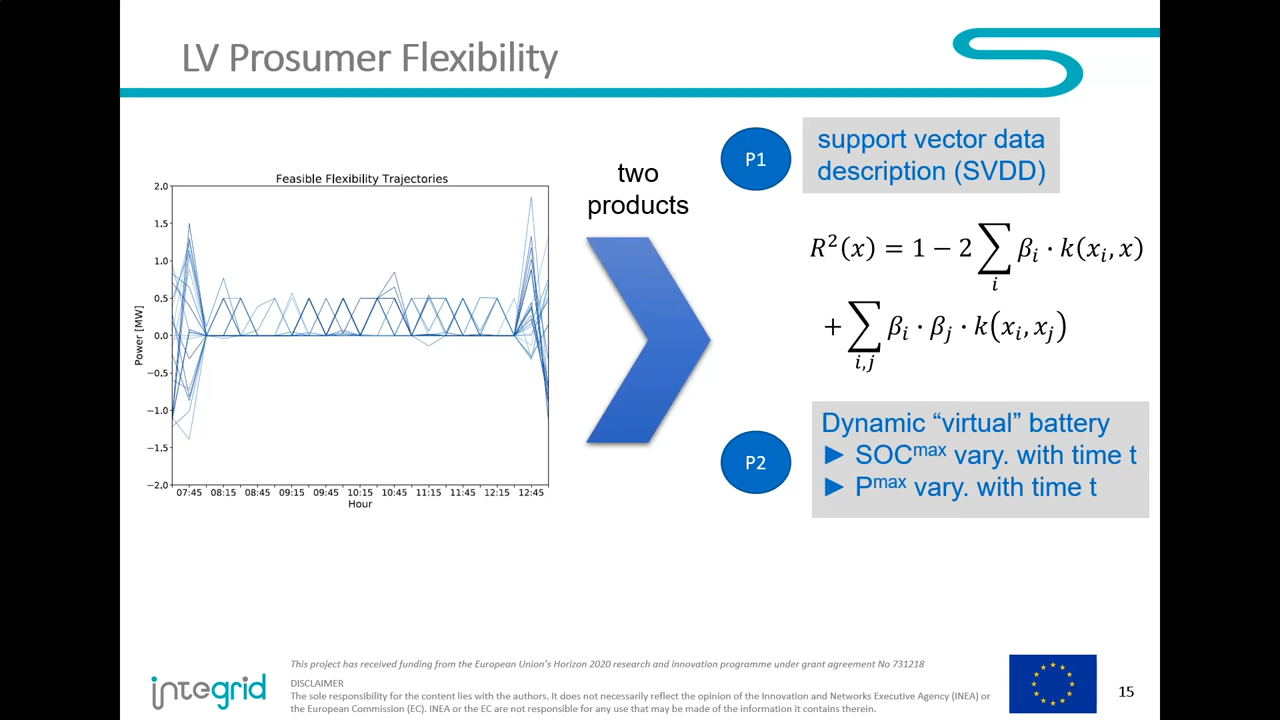 LV Prosumer Flexibility
Feasible Flexibility Trajectories
2.0
1.5
1.0
0.5
0.0
−0.5
−1.0
−1.5
−2.0
Power [MW]
07:45 08:15 08:45 09:15 09:45 10:15 10:45 11:15 11:45 12:15 12:45
Hour
two
products
P1
support vector data
description (SVDD)
R²(x) = 1 − 2 ∑ᵢ βᵢ · k(xᵢ, x)
+ ∑ᵢ,ⱼ βᵢ · βⱼ · k(xᵢ, xⱼ)
P2
Dynamic “virtual” battery
► SOCᵐᵃˣ vary. with time t
► Pᵐᵃˣ vary. with time t
integrid
This project has received funding from the European Union’s Horizon 2020 research and innovation programme under grant agreement No 731218
DISCLAIMER
The sole responsibility for the content lies with the authors. It does not necessarily reflect the opinion of the Innovation and Networks Executive Agency (INEA) or
the European Commission (EC). INEA or the EC are not responsible for any use that may be made of the information it contains therein.
15